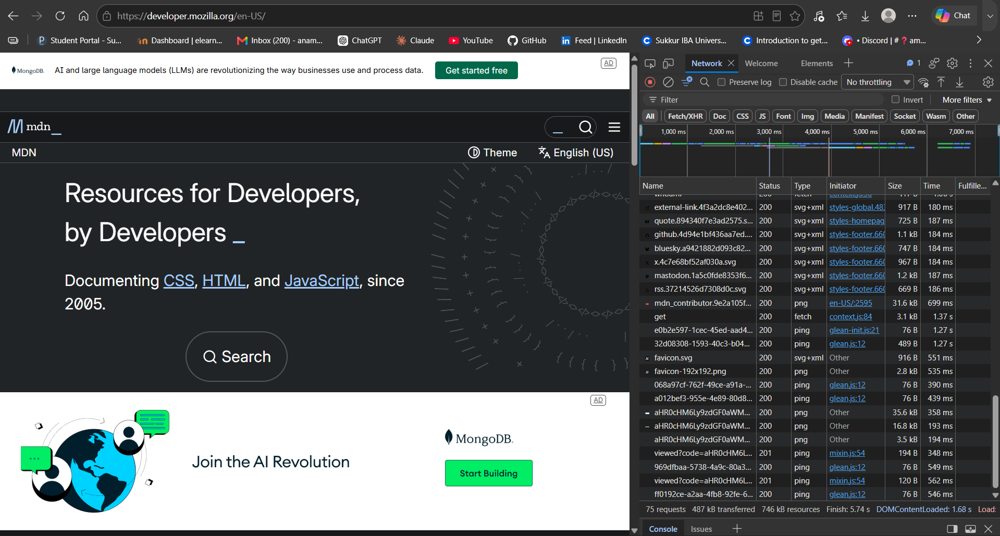 https://developer.mozilla.org/en-US/
Chat
Student Portal - Su...
Dashboard | elearn...
Inbox (200) - anam...
ChatGPT
Claude
YouTube
GitHub
Feed | LinkedIn
Sukkur IBA Univers...
Introduction to get...
• Discord | #❓am...
MongoDB.
AI and large language models (LLMs) are revolutionizing the way businesses use and process data.
Get started free
AD
mdn_
_
MDN
Theme
English (US)
Resources for Developers,
by Developers _
Documenting CSS, HTML, and JavaScript, since
2005.
Search
AD
Join the AI Revolution
MongoDB.
Start Building
Network
Welcome
Elements
1
Preserve log
Disable cache
No throttling
Filter
Invert
More filters
All Fetch/XHR Doc CSS JS Font Img Media Manifest Socket Wasm Other
1,000 ms 2,000 ms 3,000 ms 4,000 ms 5,000 ms 6,000 ms 7,000 ms
Name Status Type Initiator Size Time Fulfille...
external-link.4f3a2dc8e402... 200 svg+xml styles-global.483 917 B 180 ms
quote.894340f7e3ad2575.s... 200 svg+xml styles-homepag 725 B 187 ms
github.4d94e1bf436aa7ed.... 200 svg+xml styles-footer.660 1.1 kB 184 ms
bluesky.a9421882d093c82... 200 svg+xml styles-footer.660 747 B 184 ms
x.4c7e68bf52af030a.svg 200 svg+xml styles-footer.660 967 B 184 ms
mastodon.1a5c0fde8353f6... 200 svg+xml styles-footer.660 1.2 kB 187 ms
rss.37214526d7308d0c.svg 200 svg+xml styles-footer.660 669 B 186 ms
mdn_contributor.9e2a105f... 200 png en-US/:2595 31.6 kB 699 ms
get 200 fetch context.js:84 3.1 kB 1.37 s
e0b2e597-1cec-45ed-aad4... 200 ping glean-init.js:21 76 B 1.27 s
32d08308-1593-40c3-b04... 200 ping glean.js:12 489 B 1.27 s
favicon.svg 200 svg+xml Other 916 B 551 ms
favicon-192x192.png 200 png Other 2.8 kB 535 ms
068a97cf-762f-49ce-a91a-... 200 ping glean.js:12 76 B 390 ms
a012bef3-955e-4e89-80d8... 200 ping glean.js:12 76 B 439 ms
aHR0cHM6Ly9zdGF0aWM... 200 png Other 35.6 kB 358 ms
aHR0cHM6Ly9zdGF0aWM... 200 png Other 16.8 kB 193 ms
aHR0cHM6Ly9zdGF0aWM... 200 png Other 3.5 kB 194 ms
viewed?code=aHR0cHM6L... 201 ping mixin.js:54 194 B 348 ms
969dfbaa-5738-4a9c-80a3... 200 ping glean.js:12 76 B 549 ms
viewed?code=aHR0cHM6L... 201 ping mixin.js:54 120 B 562 ms
ff0192ce-a2aa-4fb8-92fe-6... 200 ping glean.js:12 76 B 546 ms
75 requests 487 kB transferred 746 kB resources Finish: 5.74 s DOMContentLoaded: 1.68 s Load:
Console
Issues